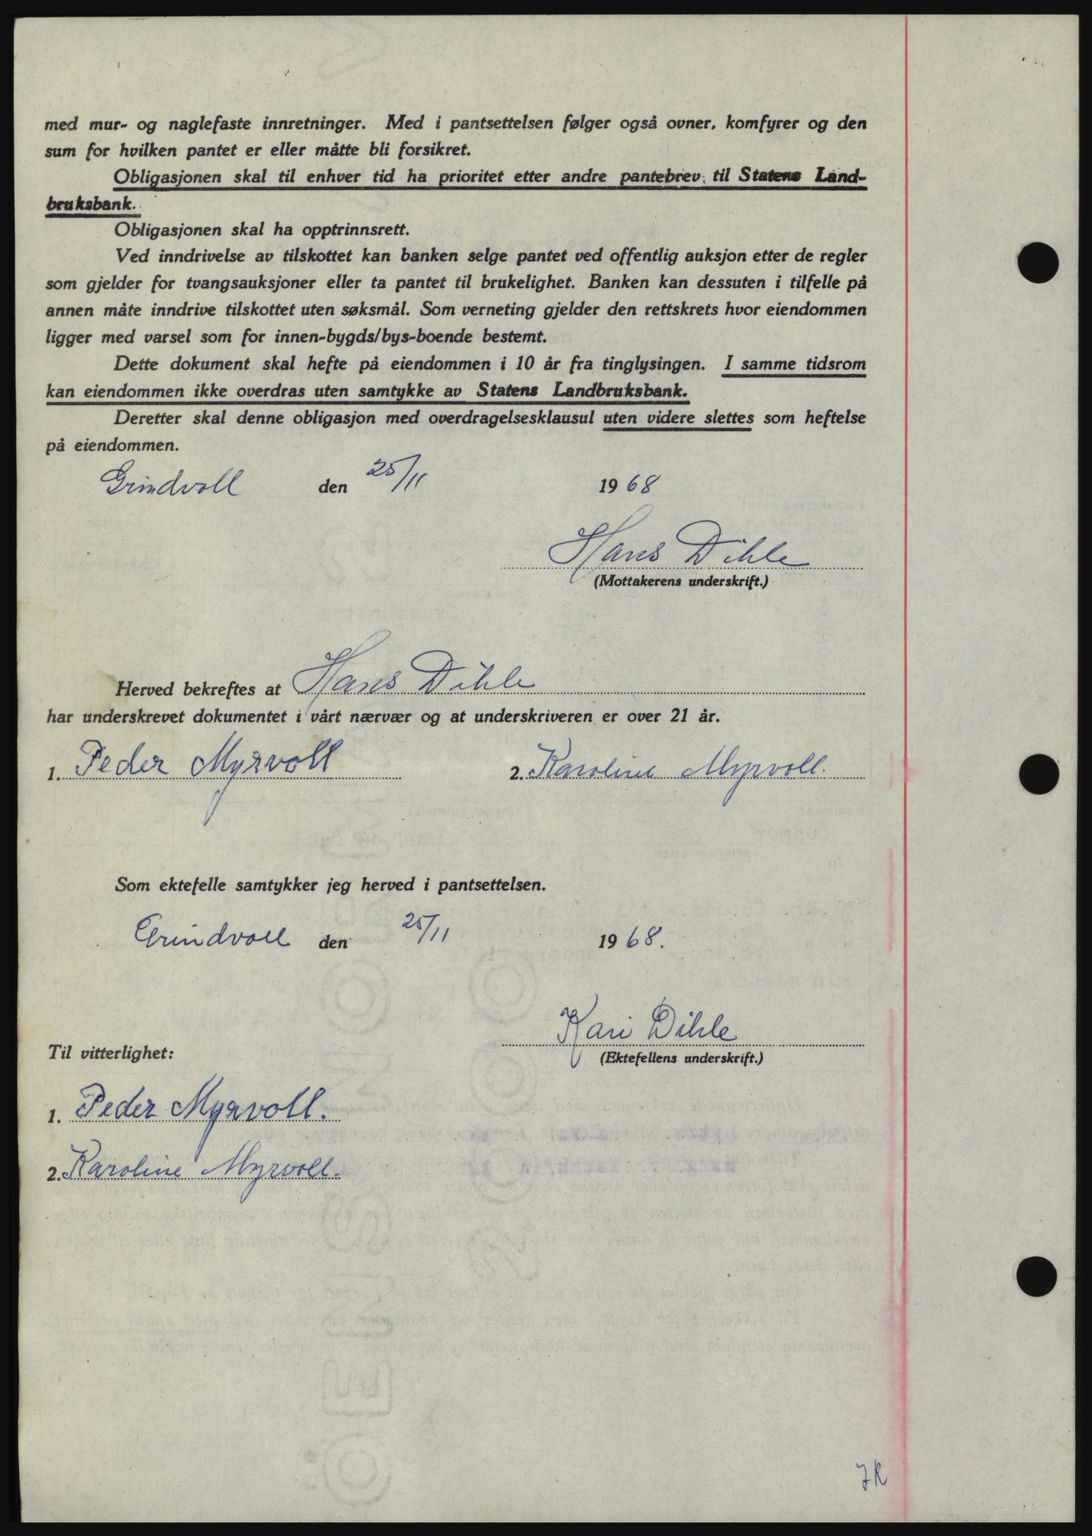 med mur- og naglefaste innretninger. Med i pantsettelsen følger også ovner, komfyrer og den
sum for hvilken pantet er eller måtte bli forsikret.
Obligasjonen skal til enhver tid ha prioritet etter andre pantebrev til Statens Land-
bruksbank.
Obligasjonen skal ha opptrinnsrett.
Ved inndrivelse av tilskottet kan banken selge pantet ved offentlig auksjon etter de regler
som gjelder for tvangsauksjoner eller ta pantet til brukelighet. Banken kan dessuten i tilfelle på
annen måte inndrive tilskottet uten søksmål. Som verneting gjelder den rettskrets hvor eiendommen
ligger med varsel som for innen-bygds/bys-boende bestemt.
Dette dokument skal hefte på eiendommen i 10 år fra tinglysingen. I samme tidsrom
kan eiendommen ikke overdras uten samtykke av Statens Landbruksbank.
Deretter skal denne obligasjon med overdragelsesklausul uten videre slettes som heftelse
på eiendommen.
Grindvoll den 25/11 1968
Hans Dihle
(Mottakerens underskrift.)
Herved bekreftes at Hans Dihle
har underskrevet dokumentet i vårt nærvær og at underskriveren er over 21 år.
1. Peder Myrvoll 2. Karoline Myrvoll.
Som ektefelle samtykker jeg herved i pantsettelsen.
Grindvoll den 25/11 1968.
Kari Dihle
(Ektefellens underskrift.)
Til vitterlighet:
1. Peder Myrvoll.
2. Karoline Myrvoll.